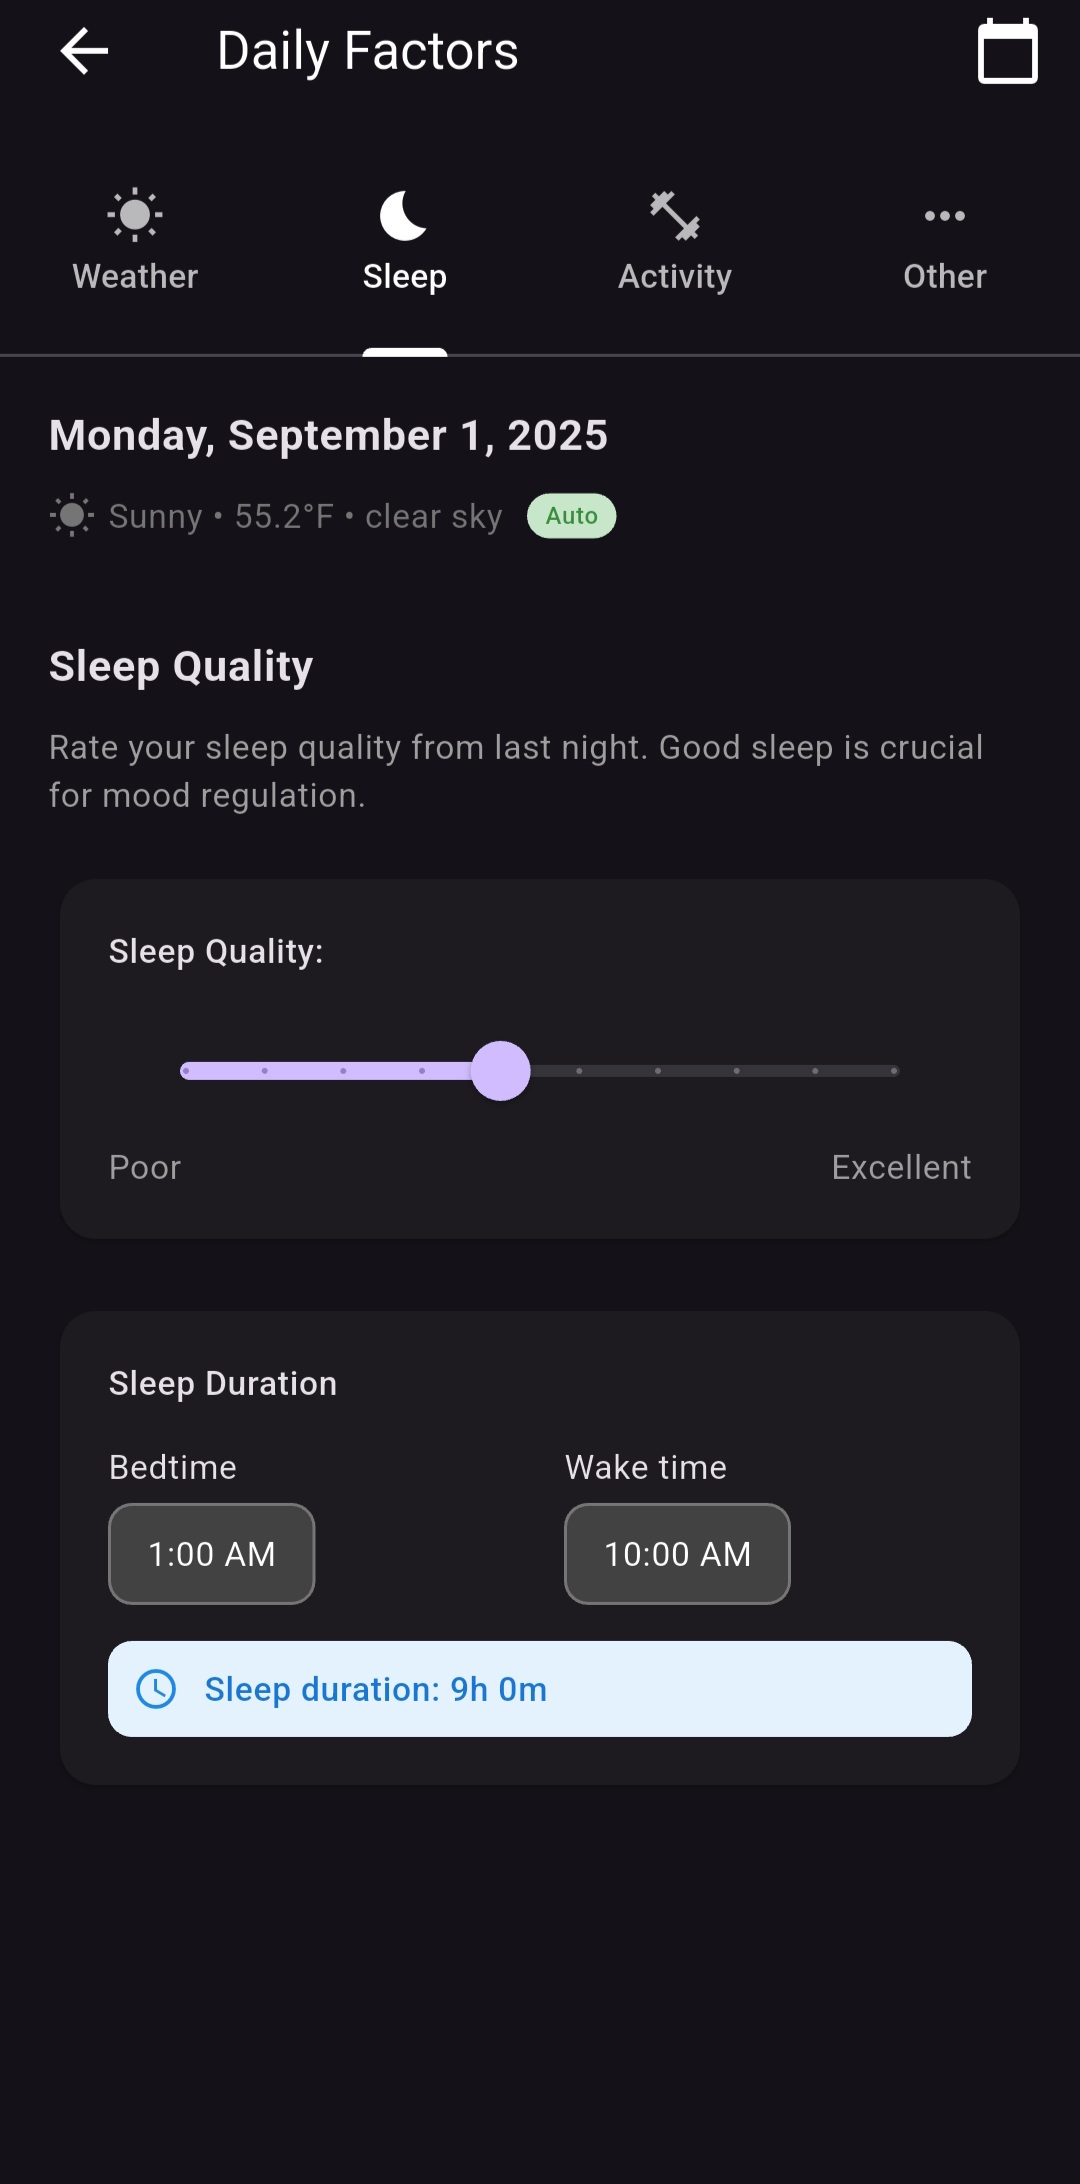 Daily Factors
Weather
Sleep
Activity
Other
Monday, September 1, 2025
Sunny • 55.2°F • clear sky Auto
Sleep Quality
Rate your sleep quality from last night. Good sleep is crucial
for mood regulation.
Sleep Quality:
Poor
Excellent
Sleep Duration
Bedtime
Wake time
1:00 AM
10:00 AM
Sleep duration: 9h 0m